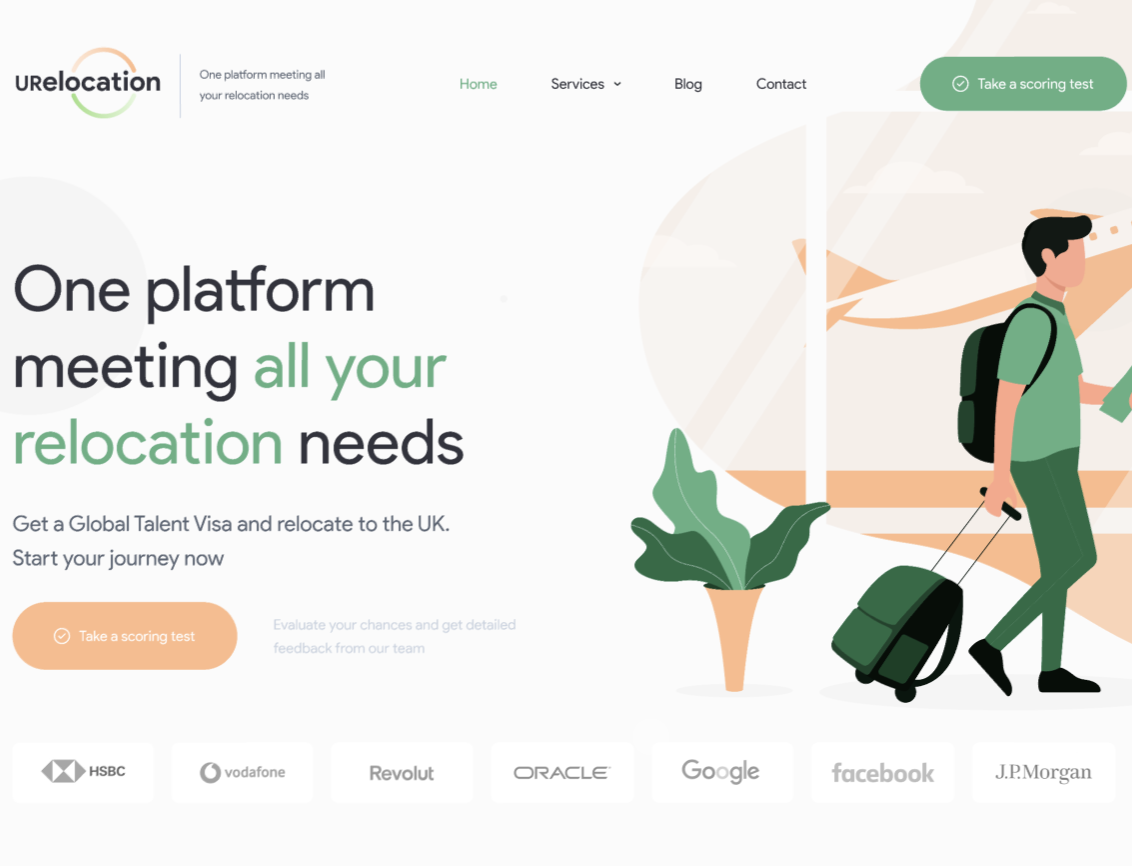 URelocation
One platform meeting all
your relocation needs
Home
Services
Blog
Contact
Take a scoring test
One platform
meeting all your
relocation needs
Get a Global Talent Visa and relocate to the UK.
Start your journey now
Take a scoring test
Evaluate your chances and get detailed
feedback from our team
HSBC
vodafone
Revolut
ORACLE
Google
facebook
J.P.Morgan